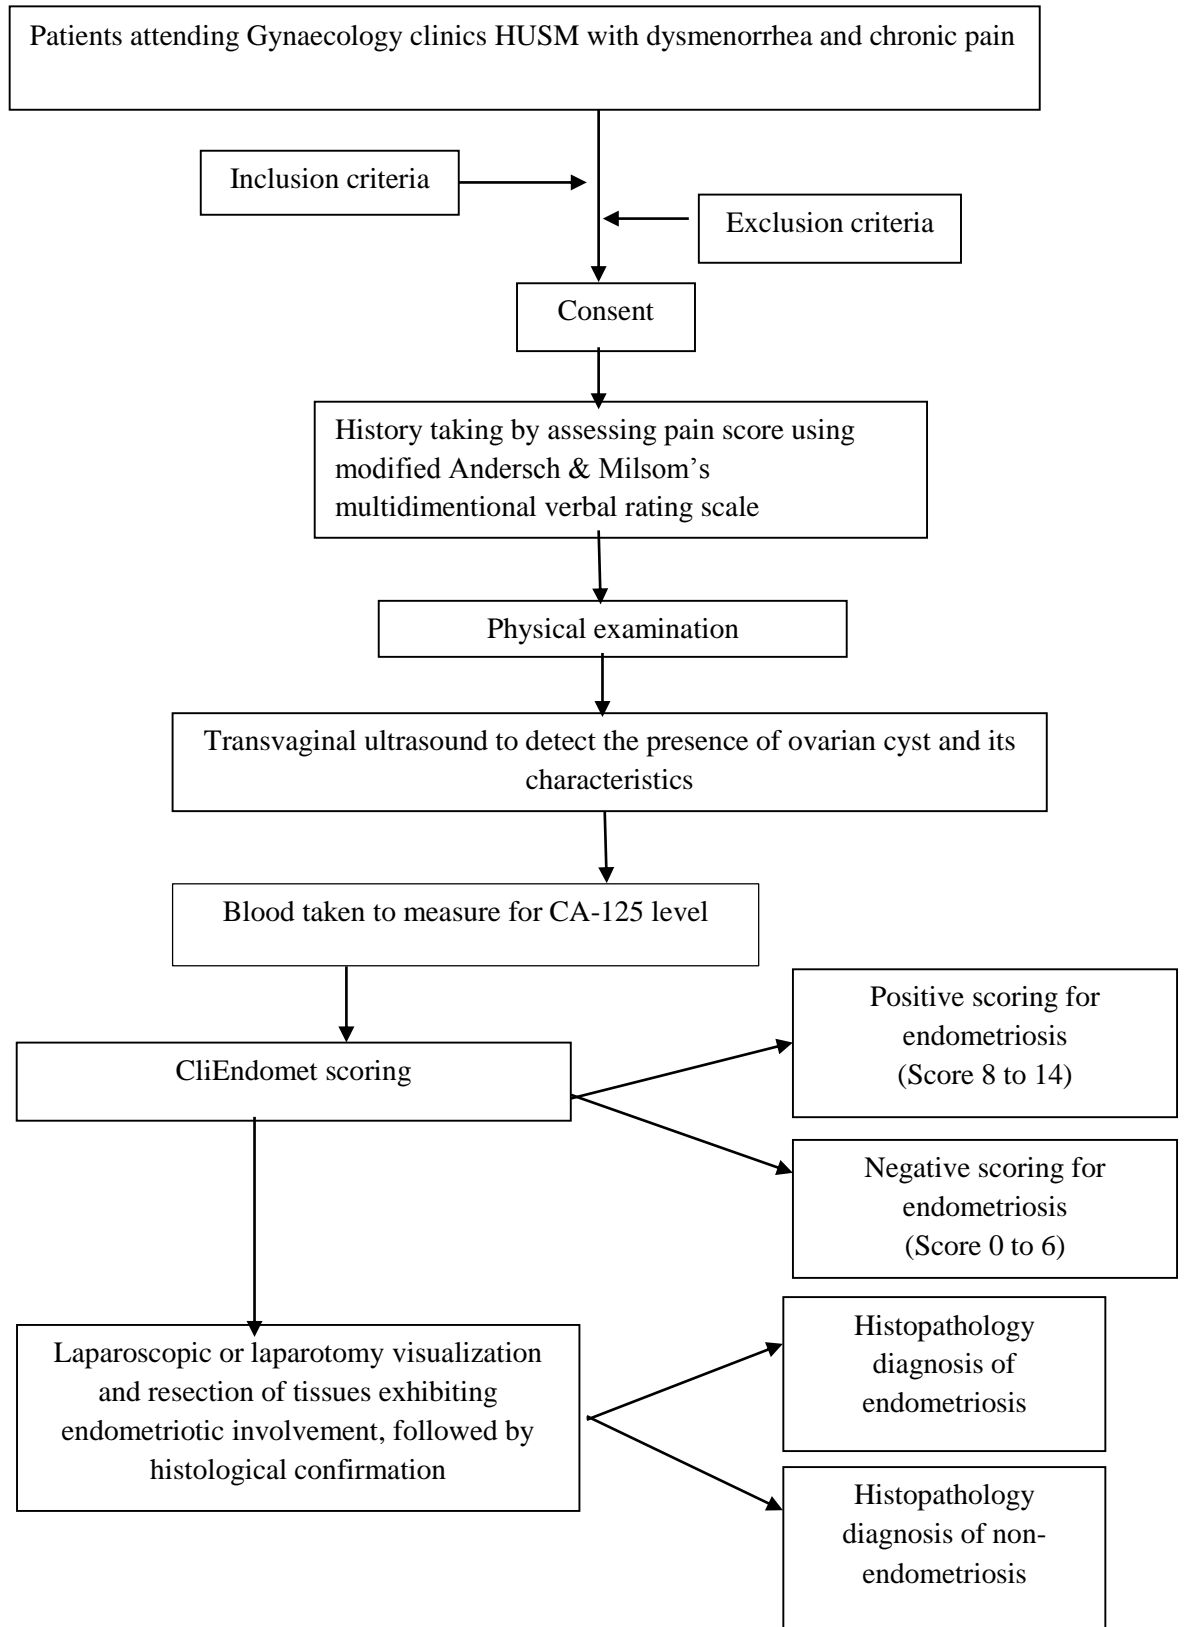 Patients attending Gynaecology clinics HUSM with dysmenorrhea and chronic pain
Inclusion criteria
Exclusion criteria
Consent
History taking by assessing pain score using
modified Andersch & Milsom’s
multidimentional verbal rating scale
Physical examination
Transvaginal ultrasound to detect the presence of ovarian cyst and its
characteristics
Blood taken to measure for CA-125 level
CliEndomet scoring
Positive scoring for
endometriosis
(Score 8 to 14)
Negative scoring for
endometriosis
(Score 0 to 6)
Laparoscopic or laparotomy visualization
and resection of tissues exhibiting
endometriotic involvement, followed by
histological confirmation
Histopathology
diagnosis of
endometriosis
Histopathology
diagnosis of non-
endometriosis